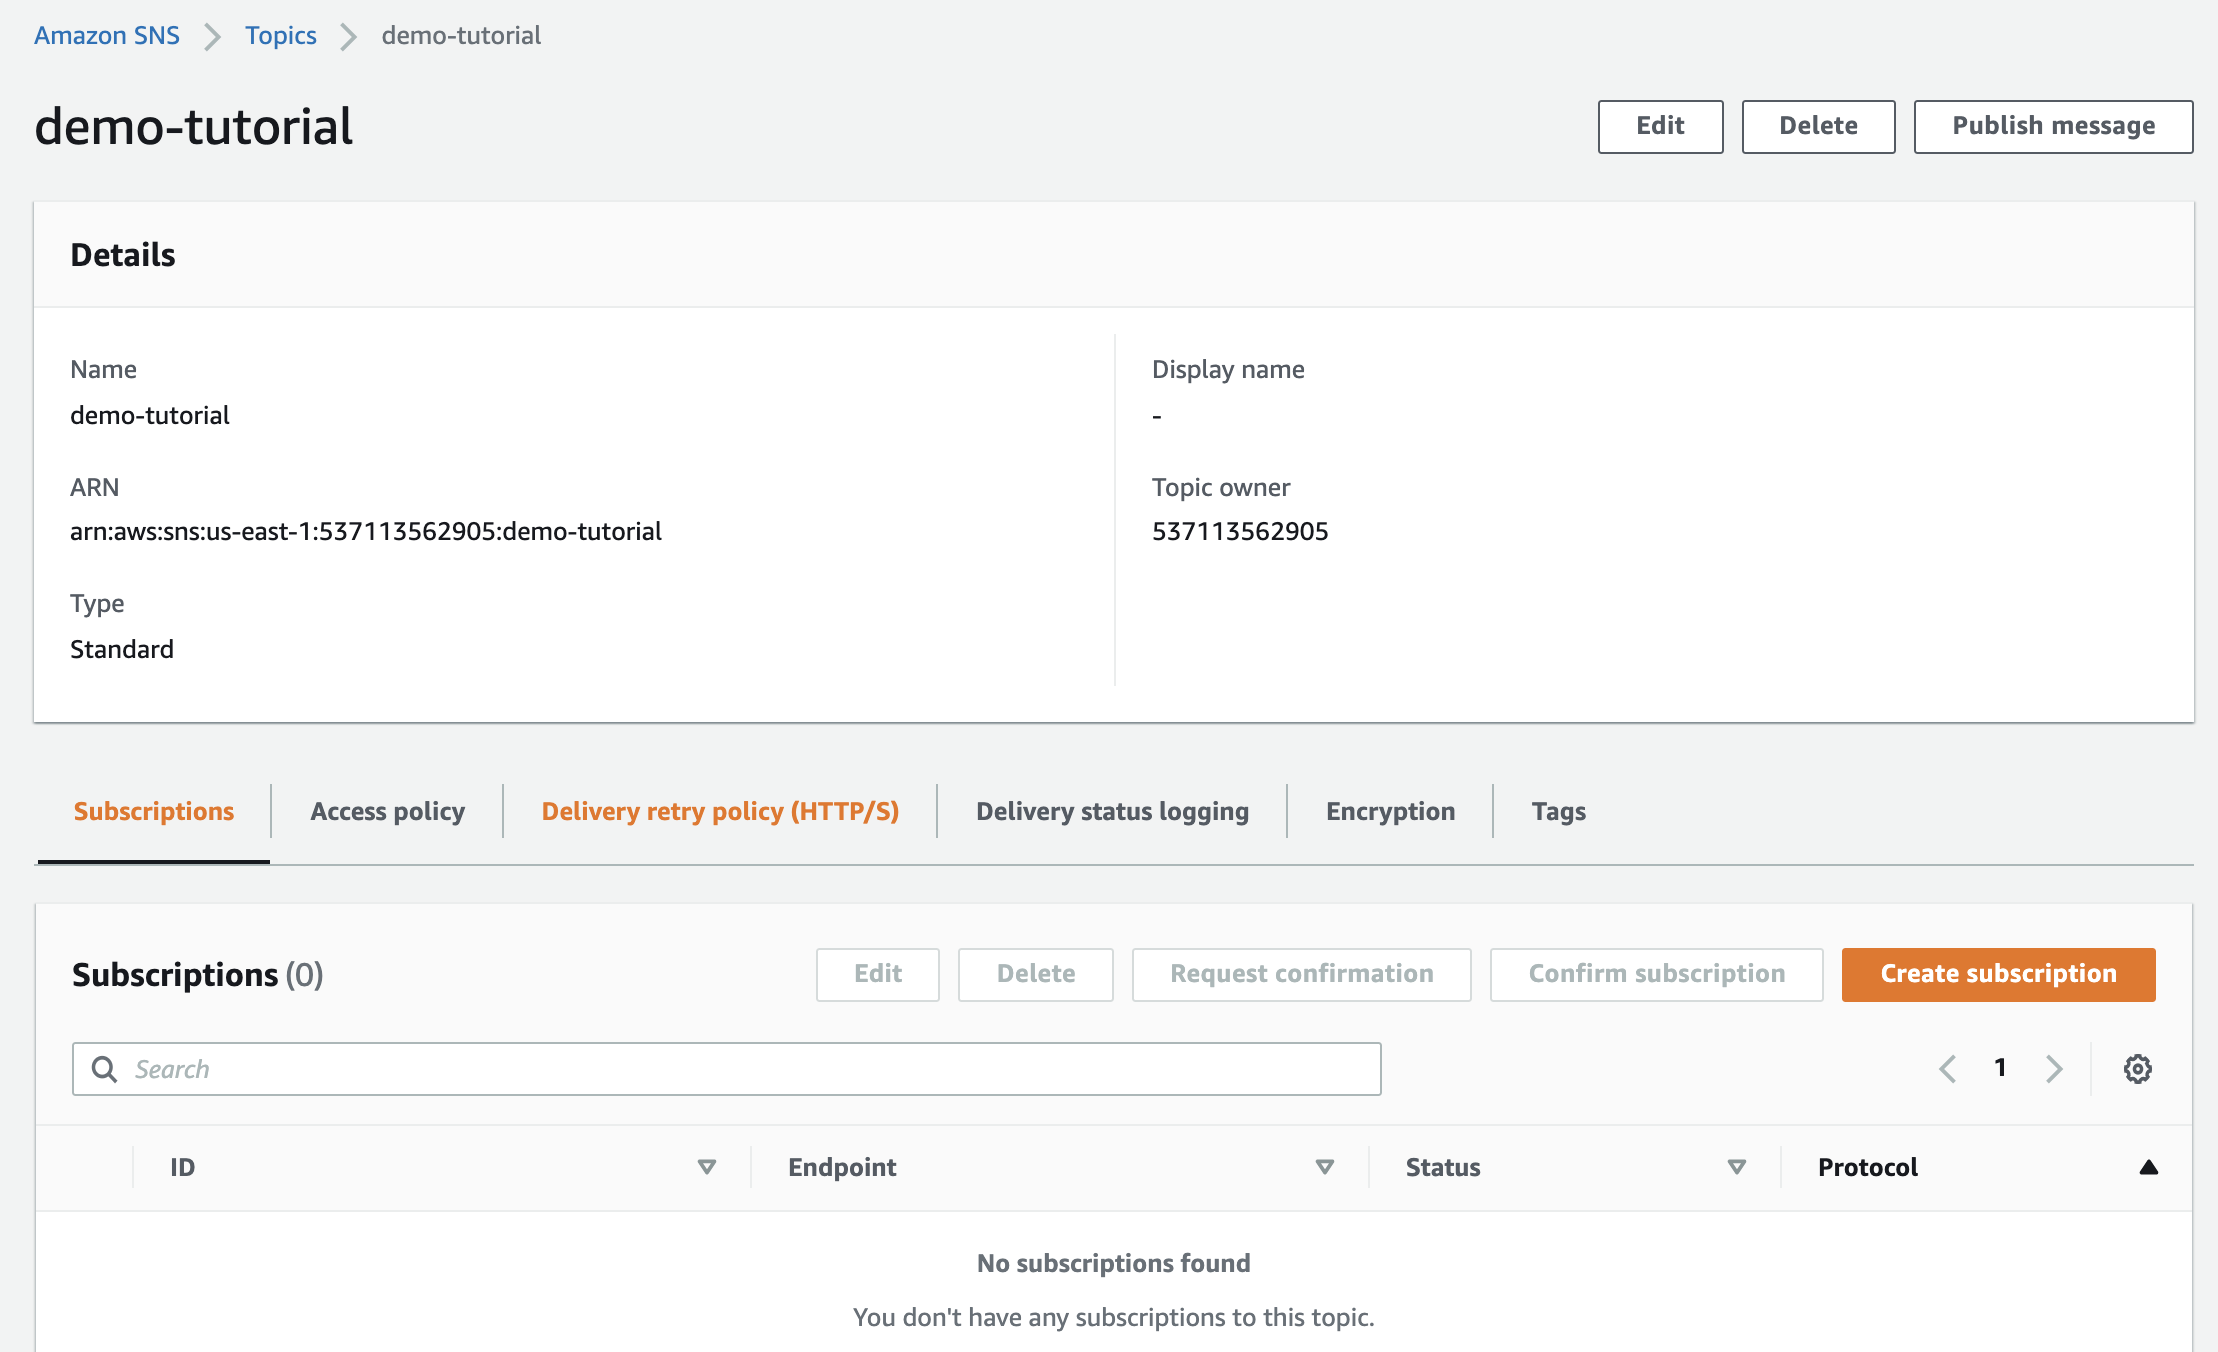 Amazon SNS Topics demo-tutorial
demo-tutorial
Edit Delete Publish message
Details
Name
demo-tutorial
ARN
arn:aws:sns:us-east-1:537113562905:demo-tutorial
Type
Standard
Display name
-
Topic owner
537113562905
Subscriptions Access policy Delivery retry policy (HTTP/S) Delivery status logging Encryption Tags
Subscriptions (0)
Edit Delete Request confirmation Confirm subscription Create subscription
Search
1
ID Endpoint Status Protocol
No subscriptions found
You don't have any subscriptions to this topic.